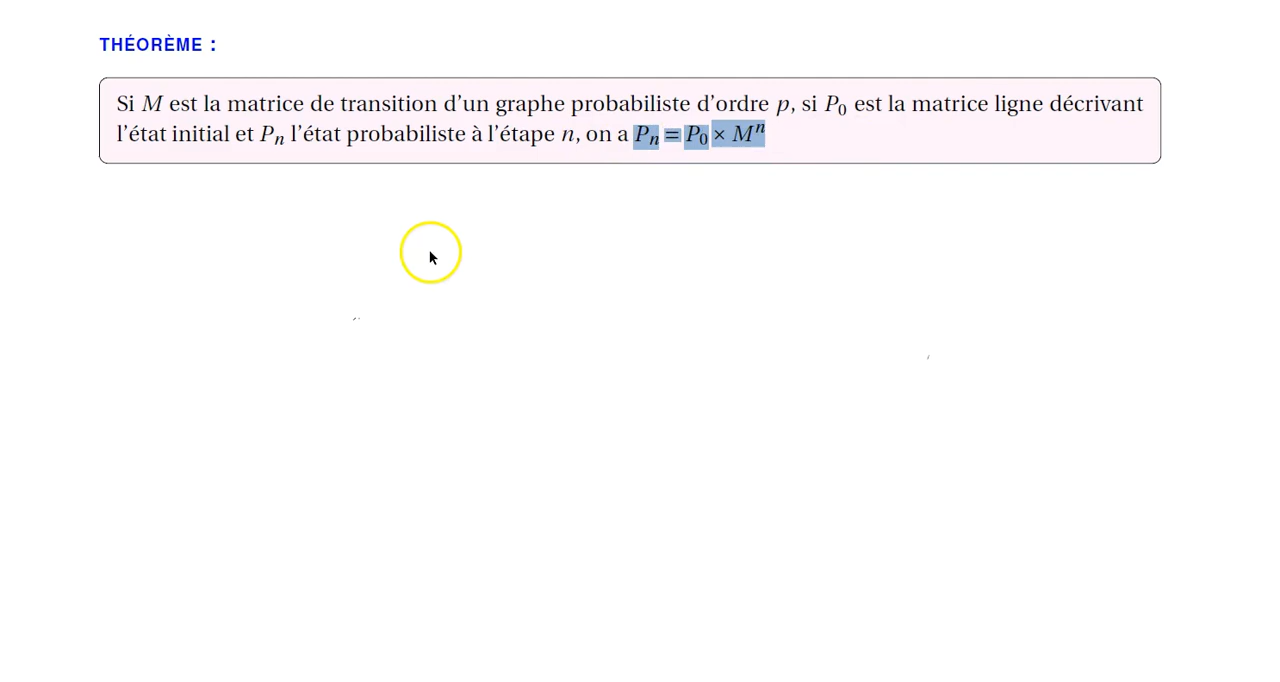 THÉORÈME :
Si M est la matrice de transition d'un graphe probabiliste d'ordre p, si P₀ est la matrice ligne décrivant
l'état initial et Pₙ l'état probabiliste à l'étape n, on a Pₙ = P₀ × Mⁿ